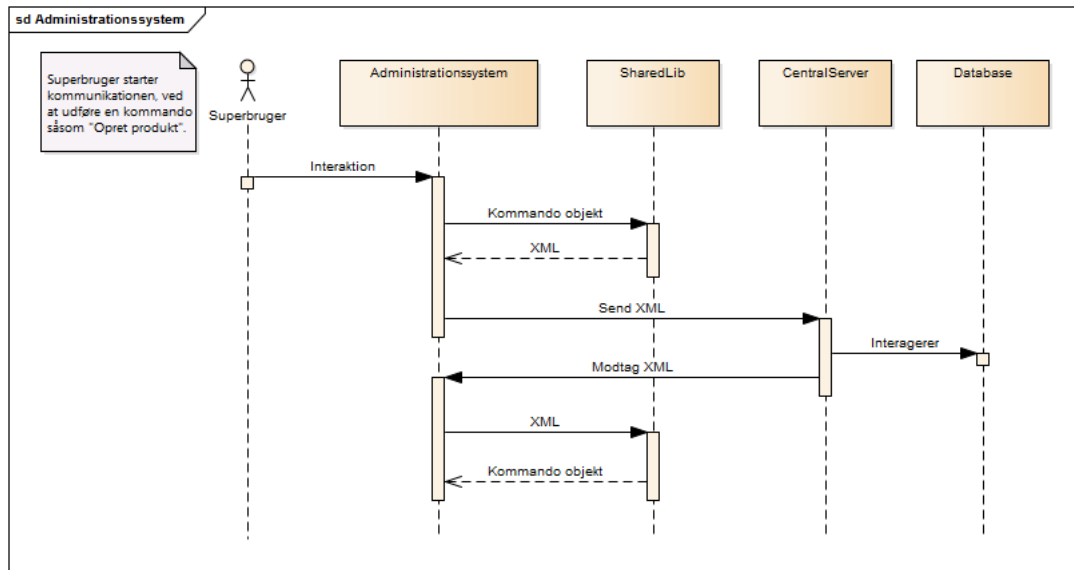 sd Administrationssystem
Superbruger starter
kommunikationen, ved
at udføre en kommando
såsom "Opret produkt".
Superbruger
Administrationssystem
SharedLib
CentralServer
Database
Interaktion
Kommando objekt
XML
Send XML
Interagerer
Modtag XML
XML
Kommando objekt